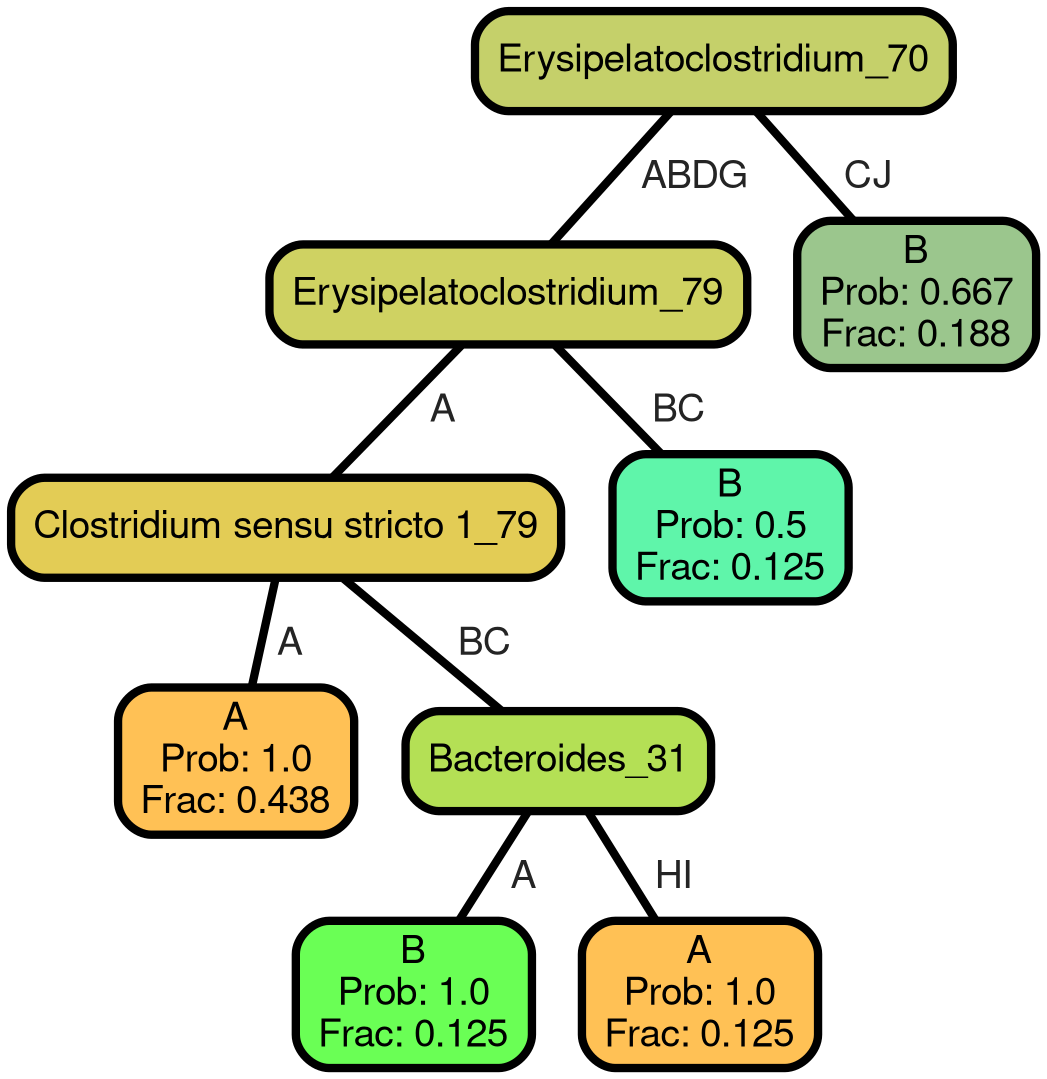 Erysipelatoclostridium_70
ABDG
CJ
Erysipelatoclostridium_79
B
Prob: 0.667
Frac: 0.188
A
BC
Clostridium sensu stricto 1_79
B
Prob: 0.5
Frac: 0.125
A
BC
A
Prob: 1.0
Frac: 0.438
Bacteroides_31
A
HI
B
Prob: 1.0
Frac: 0.125
A
Prob: 1.0
Frac: 0.125